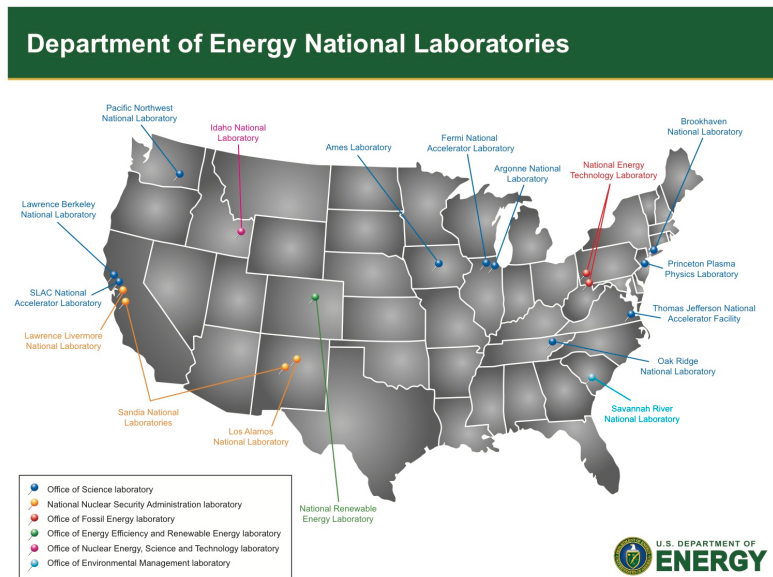 Department of Energy National Laboratories
Pacific Northwest
National Laboratory
Idaho National
Laboratory
Ames Laboratory
Fermi National
Accelerator Laboratory
Argonne National
Laboratory
National Energy
Technology Laboratory
Brookhaven
National Laboratory
Lawrence Berkeley
National Laboratory
SLAC National
Accelerator Laboratory
Lawrence Livermore
National Laboratory
Sandia National
Laboratories
Los Alamos
National Laboratory
Princeton Plasma
Physics Laboratory
Thomas Jefferson National
Accelerator Facility
Oak Ridge
National Laboratory
Savannah River
National Laboratory
National Renewable
Energy Laboratory
Office of Science laboratory
National Nuclear Security Administration laboratory
Office of Fossil Energy laboratory
Office of Energy Efficiency and Renewable Energy laboratory
Office of Nuclear Energy, Science and Technology laboratory
Office of Environmental Management laboratory
U.S. DEPARTMENT OF
ENERGY